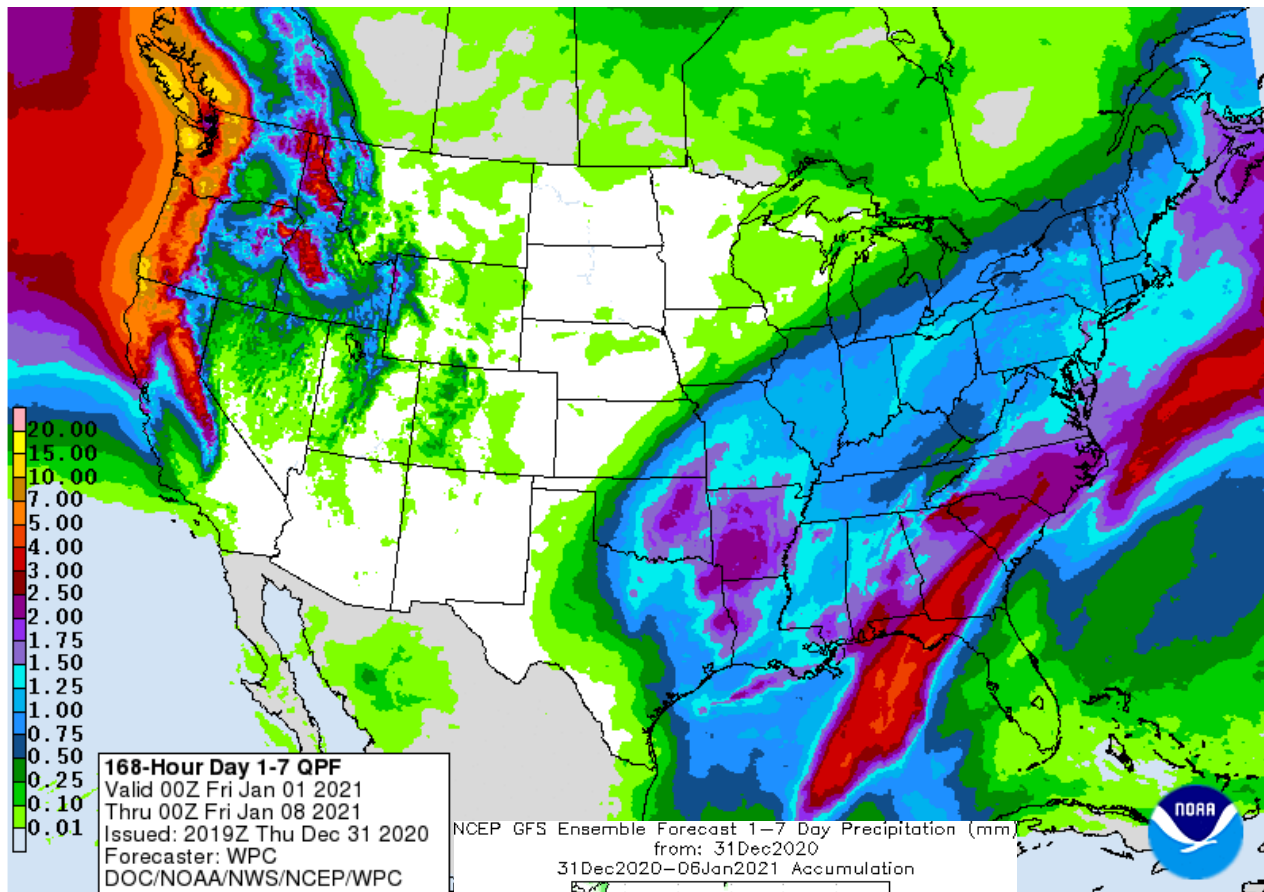 20.00
15.00
10.00
7.00
5.00
4.00
3.00
2.50
2.00
1.75
1.50
1.25
1.00
0.75
0.50
0.25
0.10
0.01
168-Hour Day 1-7 QPF
Valid 00Z Fri Jan 01 2021
Thru 00Z Fri Jan 08 2021
Issued: 2019Z Thu Dec 31 2020
Forecaster: WPC
DOC/NOAA/NWS/NCEP/WPC
NCEP GFS Ensemble Forecast 1–7 Day Precipitation (mm)
from: 31Dec2020
31Dec2020–06Jan2021 Accumulation
NOAA